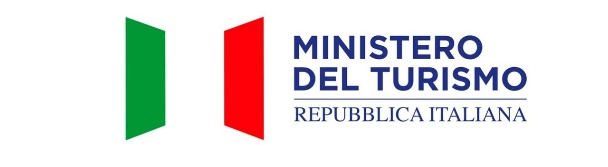 MINISTERO
DEL TURISMO
REPUBBLICA ITALIANA